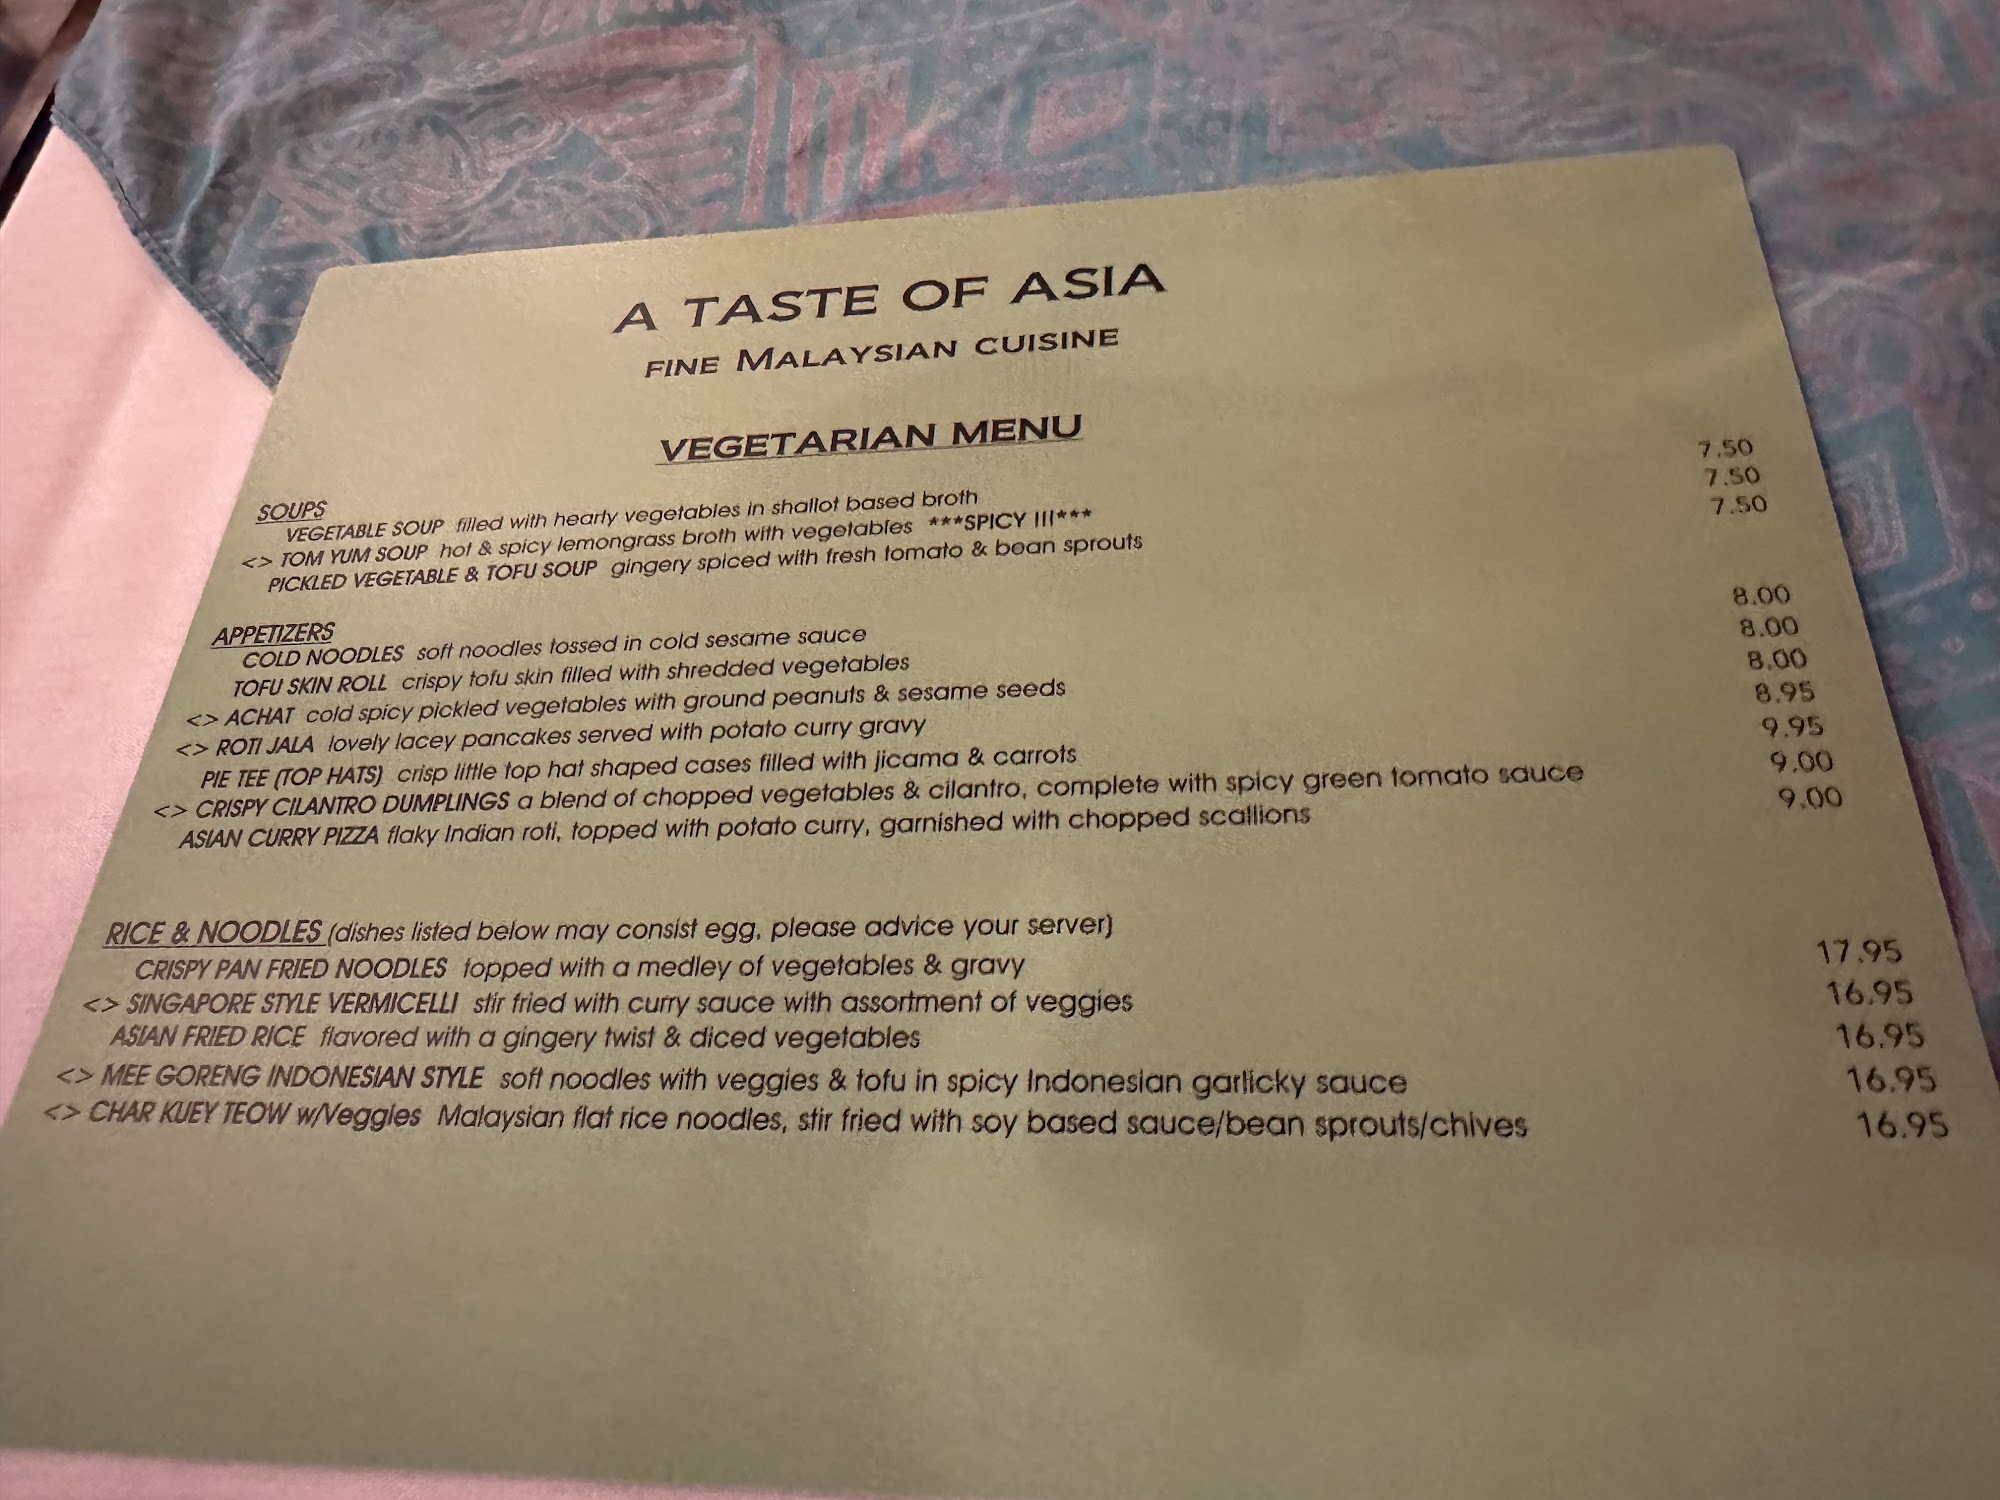 A TASTE OF ASIA
FINE MALAYSIAN CUISINE
VEGETARIAN MENU
SOUPS
VEGETABLE SOUP filled with hearty vegetables in shallot based broth 7.50
<> TOM YUM SOUP hot & spicy lemongrass broth with vegetables ***SPICY !!!*** 7.50
PICKLED VEGETABLE & TOFU SOUP gingery spiced with fresh tomato & bean sprouts 7.50
APPETIZERS
COLD NOODLES soft noodles tossed in cold sesame sauce 8.00
TOFU SKIN ROLL crispy tofu skin filled with shredded vegetables 8.00
<> ACHAT cold spicy pickled vegetables with ground peanuts & sesame seeds 8.00
<> ROTI JALA lovely lacey pancakes served with potato curry gravy 8.95
PIE TEE (TOP HATS) crisp little top hat shaped cases filled with jicama & carrots 9.95
<> CRISPY CILANTRO DUMPLINGS a blend of chopped vegetables & cilantro, complete with spicy green tomato sauce 9.00
ASIAN CURRY PIZZA flaky Indian roti, topped with potato curry, garnished with chopped scallions 9.00
RICE & NOODLES (dishes listed below may consist egg, please advice your server)
CRISPY PAN FRIED NOODLES topped with a medley of vegetables & gravy 17.95
<> SINGAPORE STYLE VERMICELLI stir fried with curry sauce with assortment of veggies 16.95
ASIAN FRIED RICE flavored with a gingery twist & diced vegetables 16.95
<> MEE GORENG INDONESIAN STYLE soft noodles with veggies & tofu in spicy Indonesian garlicky sauce 16.95
<> CHAR KUEY TEOW w/Veggies Malaysian flat rice noodles, stir fried with soy based sauce/bean sprouts/chives 16.95